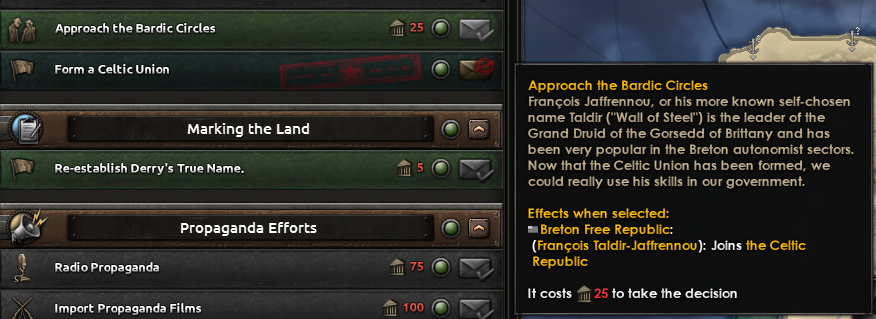 Approach the Bardic Circles 25
Form a Celtic Union
Marking the Land
Re-establish Derry's True Name. 5
Propaganda Efforts
Radio Propaganda 75
Import Propaganda Films 100
Approach the Bardic Circles
François Jaffrennou, or his more known self-chosen
name Taldir ("Wall of Steel") is the leader of the
Grand Druid of the Gorsedd of Brittany and has
been very popular in the Breton autonomist sectors.
Now that the Celtic Union has been formed, we
could really use his skills in our government.
Effects when selected:
Breton Free Republic:
(François Taldir-Jaffrennou): Joins the Celtic
Republic
It costs 25 to take the decision